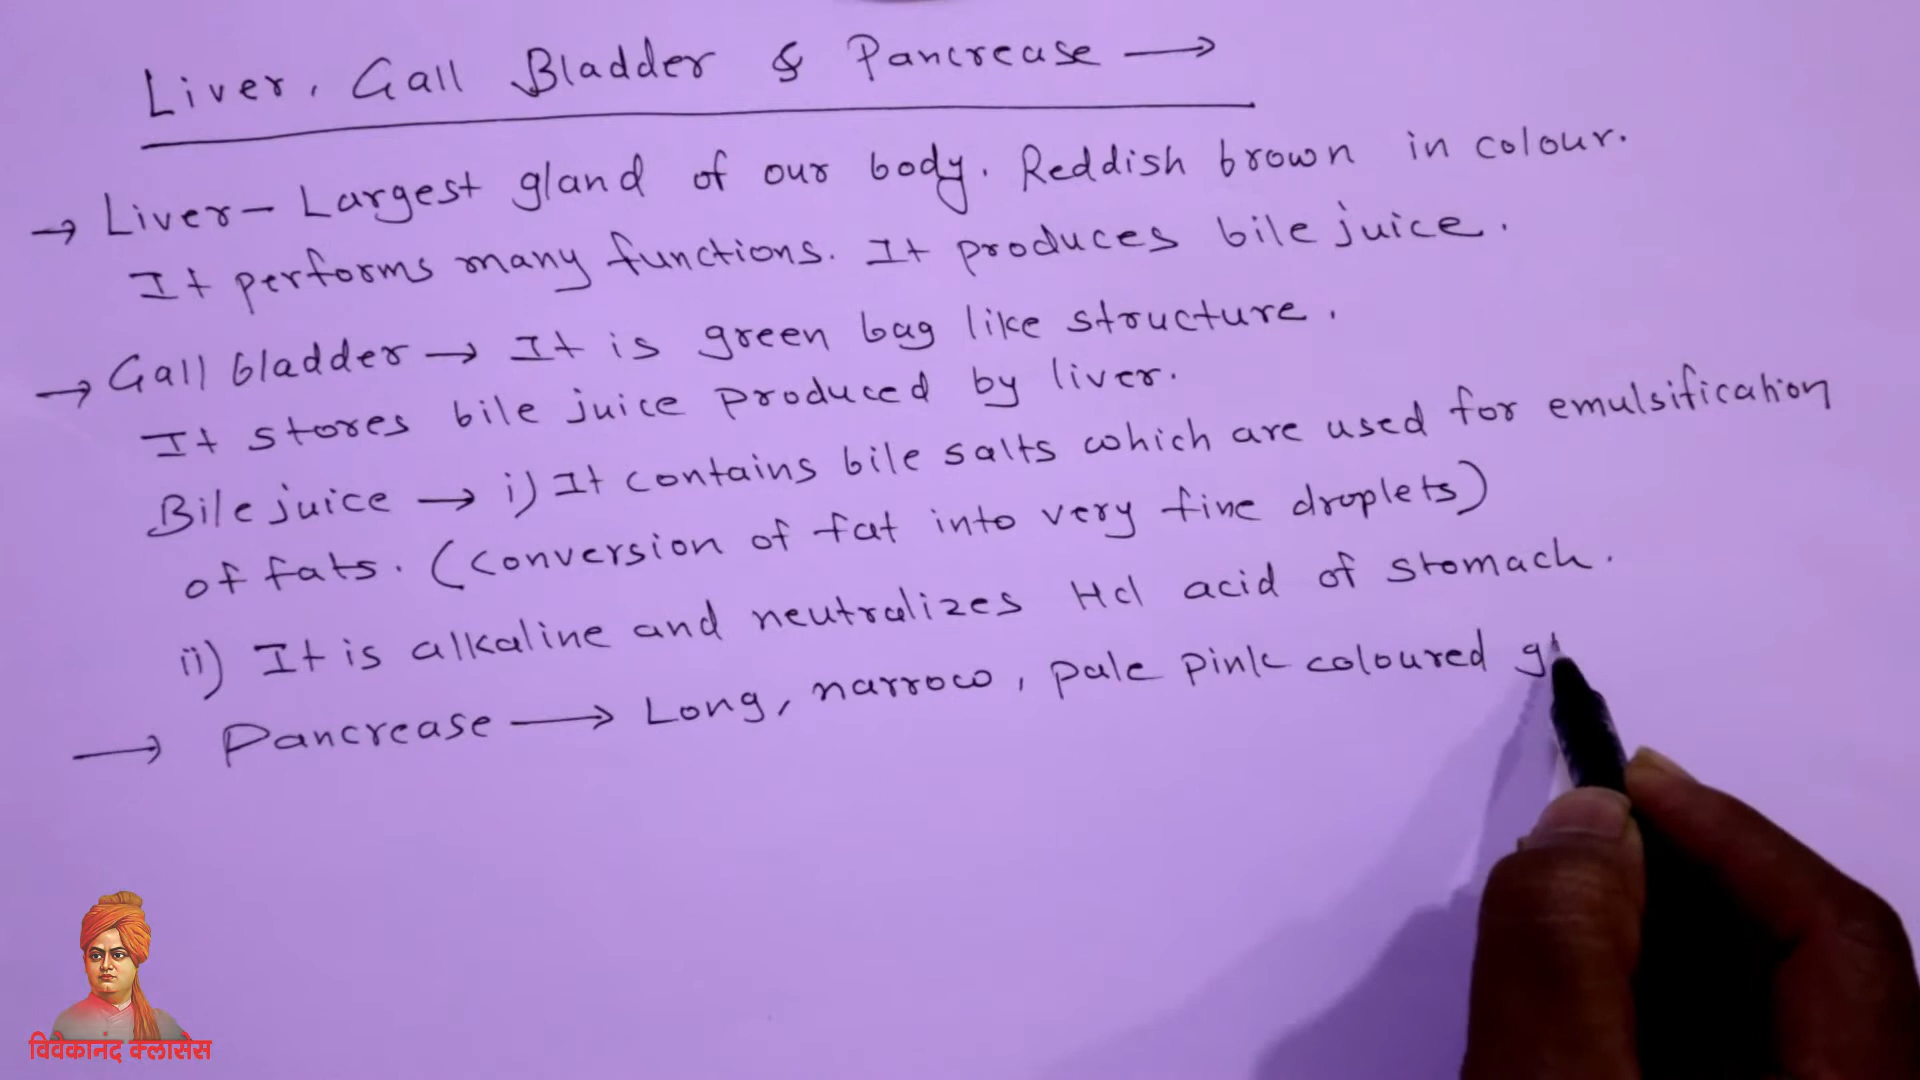 Liver, Gall Bladder & Pancrease →
→ Liver - Largest gland of our body. Reddish brown in colour.
It performs many functions. It produces bile juice.
→ Gall bladder → It is green bag like structure.
It stores bile juice produced by liver.
Bile juice → i) It contains bile salts which are used for emulsification
of fats. (conversion of fat into very fine droplets)
ii) It is alkaline and neutralizes Hcl acid of stomach.
→ Pancrease → Long, narrow, pale pink coloured g
विवेकानद क्लासेस